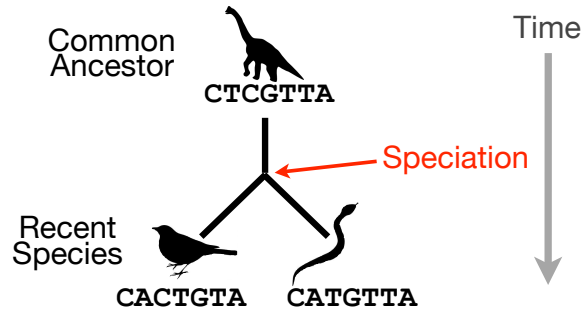 Common
Ancestor
Time
CTCGTTA
Speciation
Recent
Species
CACTGTA
CATGTTA